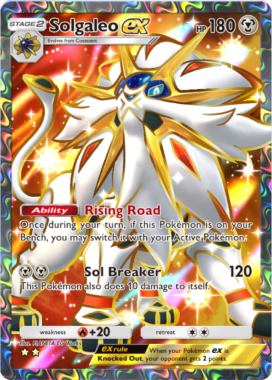 STAGE 2 Solgaleo ex HP 180
Evolves from Cosmoem
Ability Rising Road
Once during your turn, if this Pokémon is on your
Bench, you may switch it with your Active Pokémon.
Sol Breaker 120
This Pokémon also does 10 damage to itself.
weakness +20 retreat
Illus. PLANETA Works
ex rule When your Pokémon ex is
Knocked Out, your opponent gets 2 points.